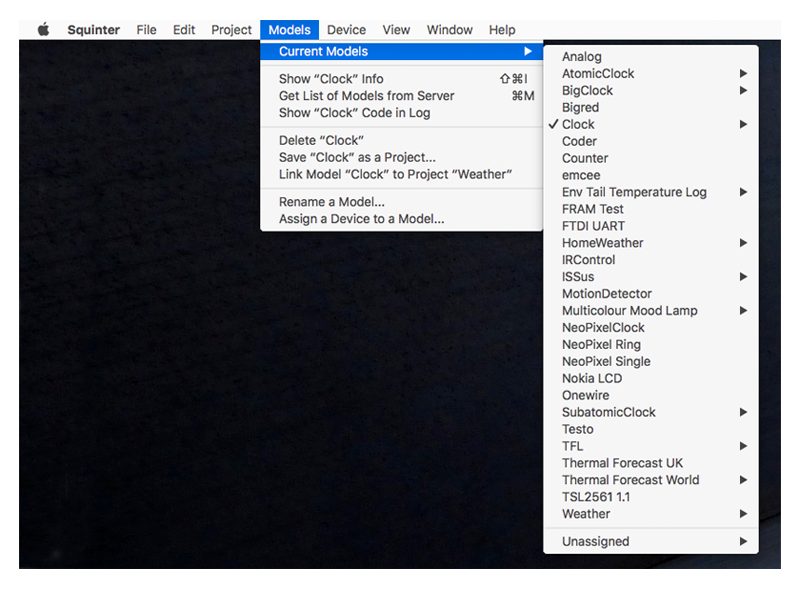 Squinter File Edit Project Models Device View Window Help
Current Models
Show “Clock” Info ⇧⌘I
Get List of Models from Server ⌘M
Show “Clock” Code in Log
Delete “Clock”
Save “Clock” as a Project...
Link Model “Clock” to Project “Weather”
Rename a Model...
Assign a Device to a Model...
Analog
AtomicClock
BigClock
Bigred
Clock
Coder
Counter
emcee
Env Tail Temperature Log
FRAM Test
FTDI UART
HomeWeather
IRControl
ISSus
MotionDetector
Multicolour Mood Lamp
NeoPixelClock
NeoPixel Ring
NeoPixel Single
Nokia LCD
Onewire
SubatomicClock
Testo
TFL
Thermal Forecast UK
Thermal Forecast World
TSL2561 1.1
Weather
Unassigned